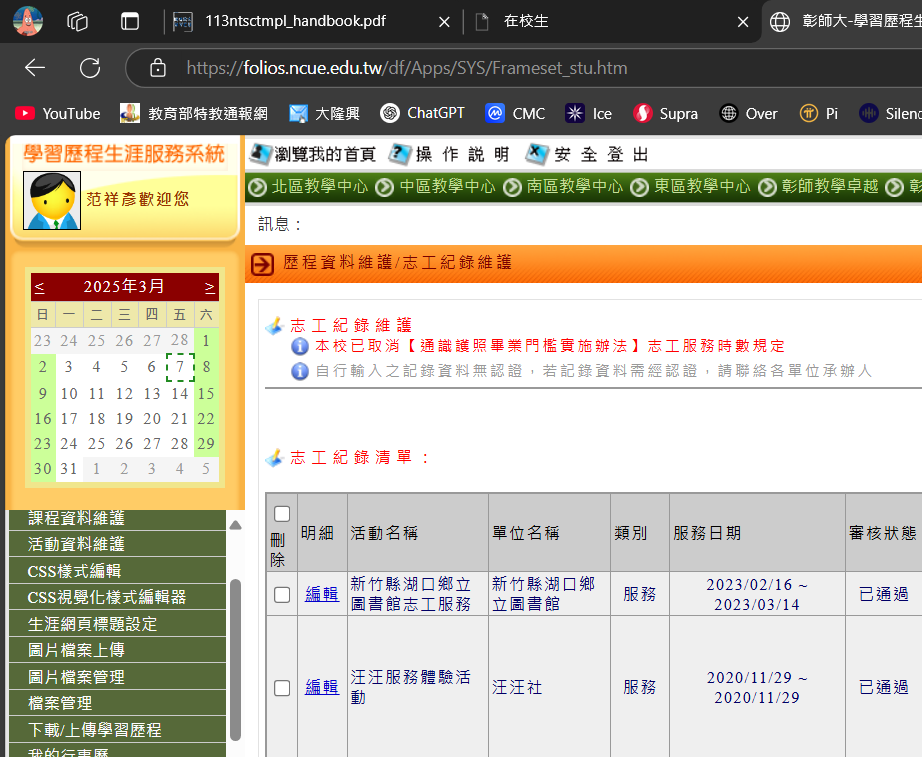 113ntsctmpl_handbook.pdf
在校生
彰師大-學習歷程生
https://folios.ncue.edu.tw/df/Apps/SYS/Frameset_stu.htm
YouTube
教育部特教通報網
大隆興
ChatGPT
CMC
Ice
Supra
Over
Pi
Silenc
學習歷程生涯服務系統
范祥彥歡迎您
瀏覽我的首頁
操 作 說 明
安 全 登 出
北區教學中心
中區教學中心
南區教學中心
東區教學中心
彰師教學卓越
彰
訊息：
歷程資料維護/志工紀錄維護
< 2025年3月 >
日 一 二 三 四 五 六
23 24 25 26 27 28 1
2 3 4 5 6 7 8
9 10 11 12 13 14 15
16 17 18 19 20 21 22
23 24 25 26 27 28 29
30 31 1 2 3 4 5
課程資料維護
活動資料維護
CSS樣式編輯
CSS視覺化樣式編輯器
生涯網頁標題設定
圖片檔案上傳
圖片檔案管理
檔案管理
下載/上傳學習歷程
我的行事曆
志工紀錄維護
本校已取消【通識護照畢業門檻實施辦法】志工服務時數規定
自行輸入之記錄資料無認證，若記錄資料需經認證，請聯絡各單位承辦人
志工紀錄清單：
刪
除
明細
活動名稱
單位名稱
類別
服務日期
審核狀態
編輯
新竹縣湖口鄉立
圖書館志工服務
新竹縣湖口鄉
立圖書館
服務
2023/02/16 ~
2023/03/14
已通過
編輯
汪汪服務體驗活
動
汪汪社
服務
2020/11/29 ~
2020/11/29
已通過